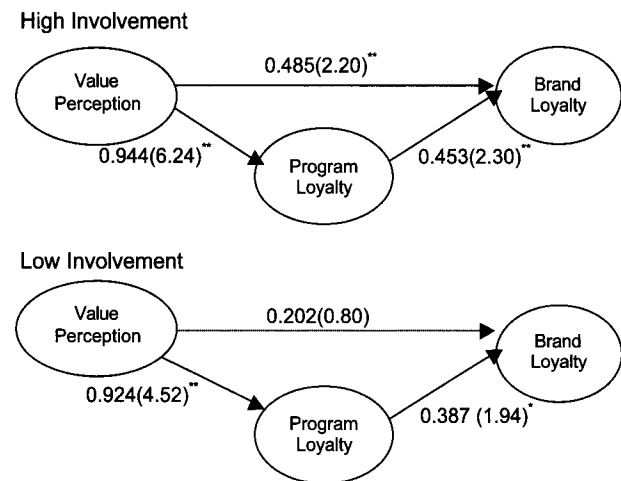 High Involvement
0.485(2.20)**
Value
Perception
Brand
Loyalty
0.944(6.24)**
0.453(2.30)**
Program
Loyalty
Low Involvement
Value
Perception
0.202(0.80)
Brand
Loyalty
0.924(4.52)**
0.387 (1.94)*
Program
Loyalty